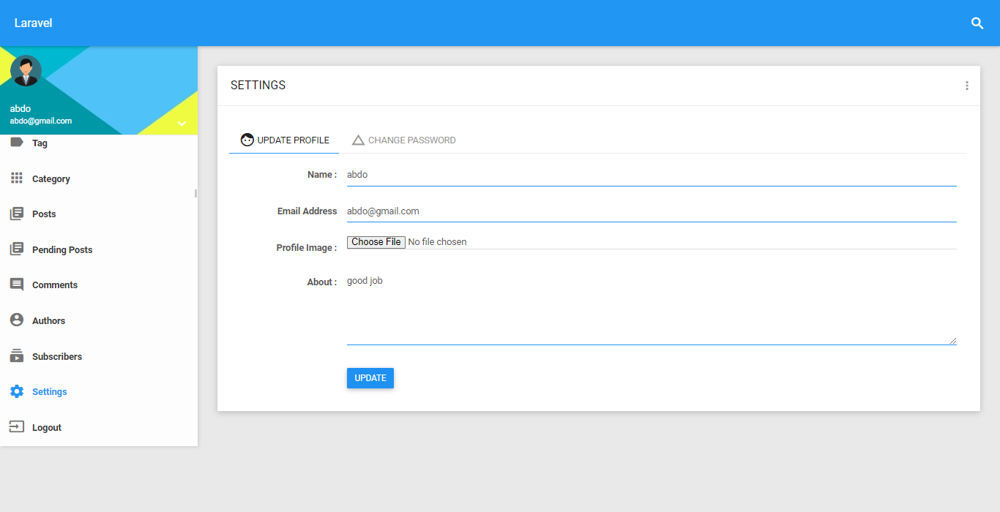 Laravel
abdo
abdo@gmail.com
Tag
Category
Posts
Pending Posts
Comments
Authors
Subscribers
Settings
Logout
SETTINGS
UPDATE PROFILE CHANGE PASSWORD
Name : abdo
Email Address abdo@gmail.com
Profile Image : Choose File No file chosen
About : good job
UPDATE